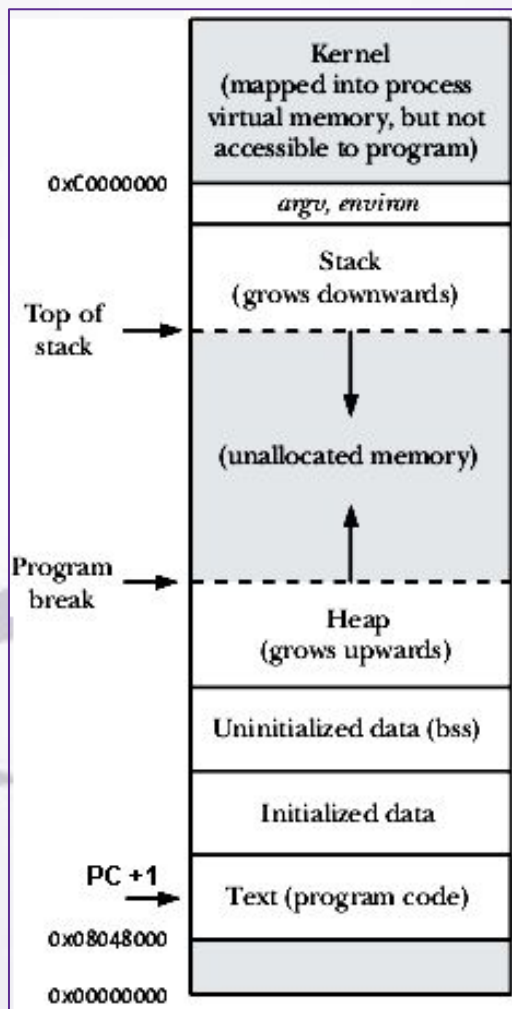 Kernel
(mapped into process
virtual memory, but not
accessible to program)
0xC0000000
argv, environ
Stack
(grows downwards)
Top of
stack
(unallocated memory)
Program
break
Heap
(grows upwards)
Uninitialized data (bss)
Initialized data
PC +1
Text (program code)
0x08048000
0x00000000